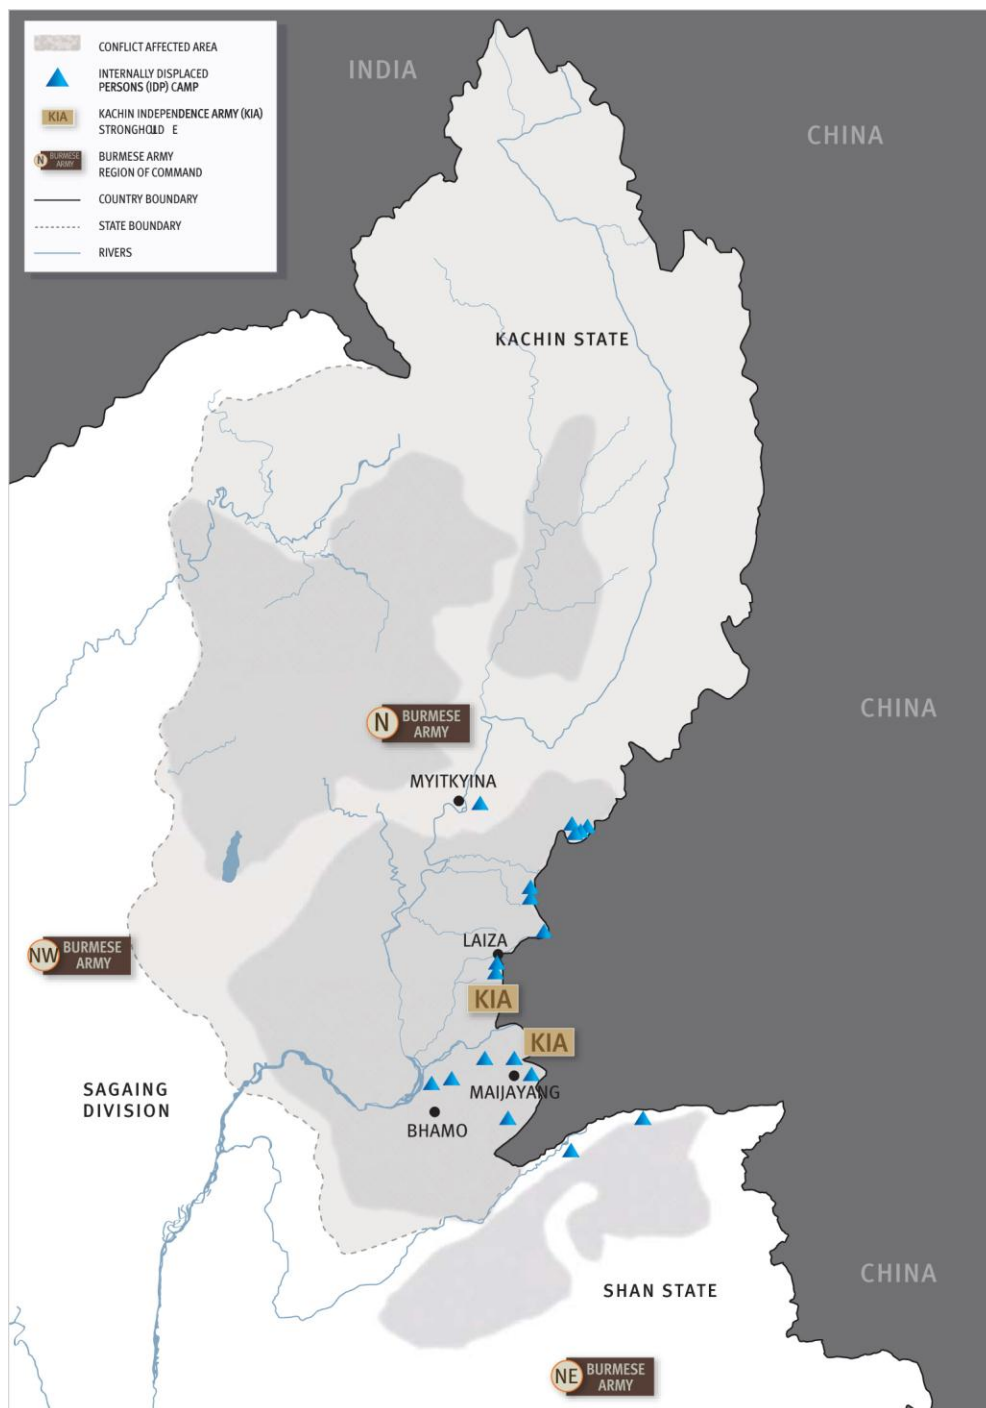 CONFLICT AFFECTED AREA
INTERNALLY DISPLACED
PERSONS (IDP) CAMP
KIA
KACHIN INDEPENDENCE ARMY (KIA)
STRONGHOLD E
N BURMESE
ARMY
BURMESE ARMY
REGION OF COMMAND
COUNTRY BOUNDARY
STATE BOUNDARY
RIVERS
INDIA
CHINA
KACHIN STATE
CHINA
N BURMESE
ARMY
MYITKYINA
LAIZA
NW BURMESE
ARMY
KIA
KIA
SAGAING
DIVISION
MAIJAYANG
BHAMO
CHINA
SHAN STATE
NE BURMESE
ARMY